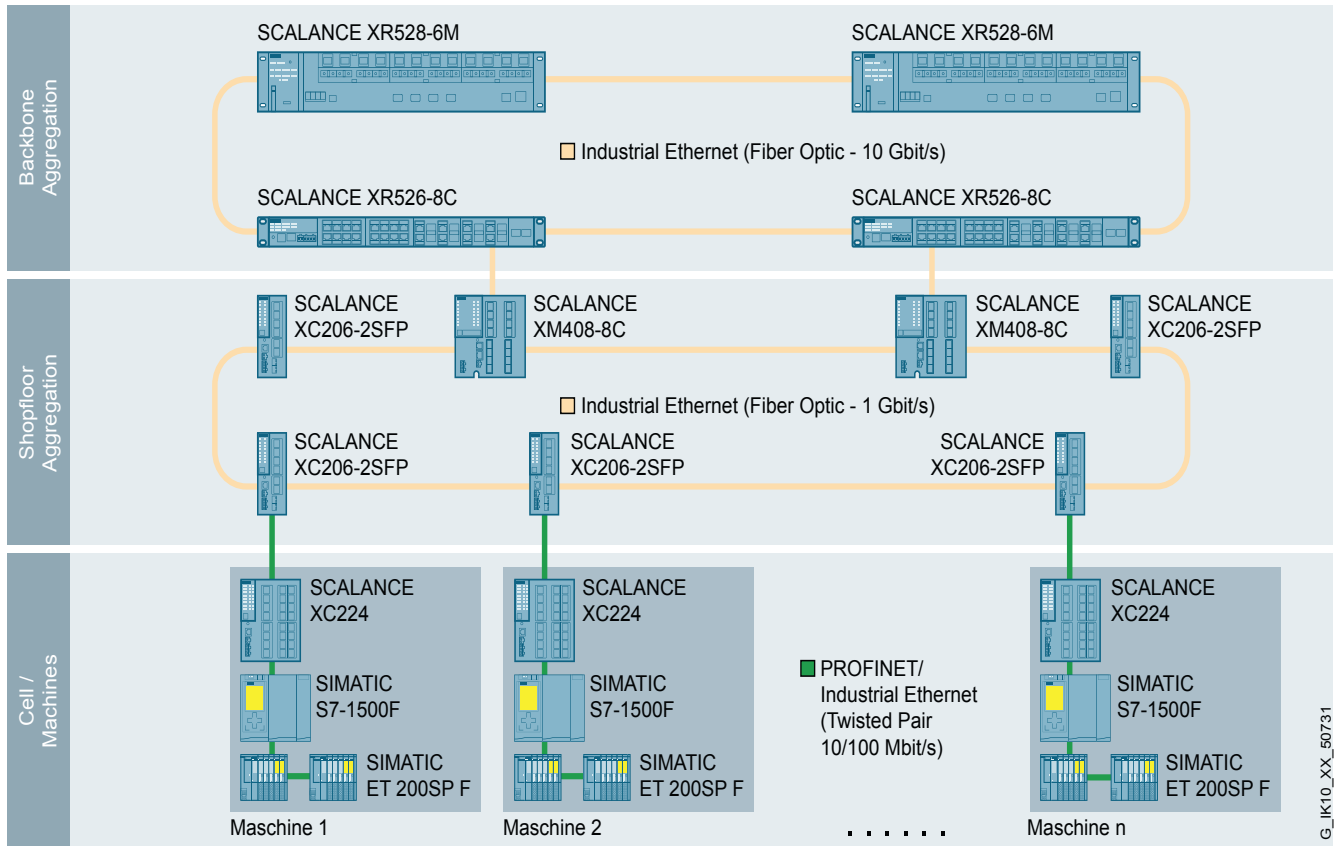 Backbone
Aggregation
SCALANCE XR528-6M
SCALANCE XR528-6M
Industrial Ethernet (Fiber Optic - 10 Gbit/s)
SCALANCE XR526-8C
SCALANCE XR526-8C
Shopfloor
Aggregation
SCALANCE
XC206-2SFP
SCALANCE
XM408-8C
SCALANCE
XM408-8C
SCALANCE
XC206-2SFP
Industrial Ethernet (Fiber Optic - 1 Gbit/s)
SCALANCE
XC206-2SFP
SCALANCE
XC206-2SFP
SCALANCE
XC206-2SFP
Cell /
Machines
SCALANCE
XC224
SIMATIC
S7-1500F
SIMATIC
ET 200SP F
Maschine 1
SCALANCE
XC224
SIMATIC
S7-1500F
SIMATIC
ET 200SP F
Maschine 2
PROFINET/
Industrial Ethernet
(Twisted Pair
10/100 Mbit/s)
. . . . . .
SCALANCE
XC224
SIMATIC
S7-1500F
SIMATIC
ET 200SP F
Maschine n
G_IK10_XX_50731